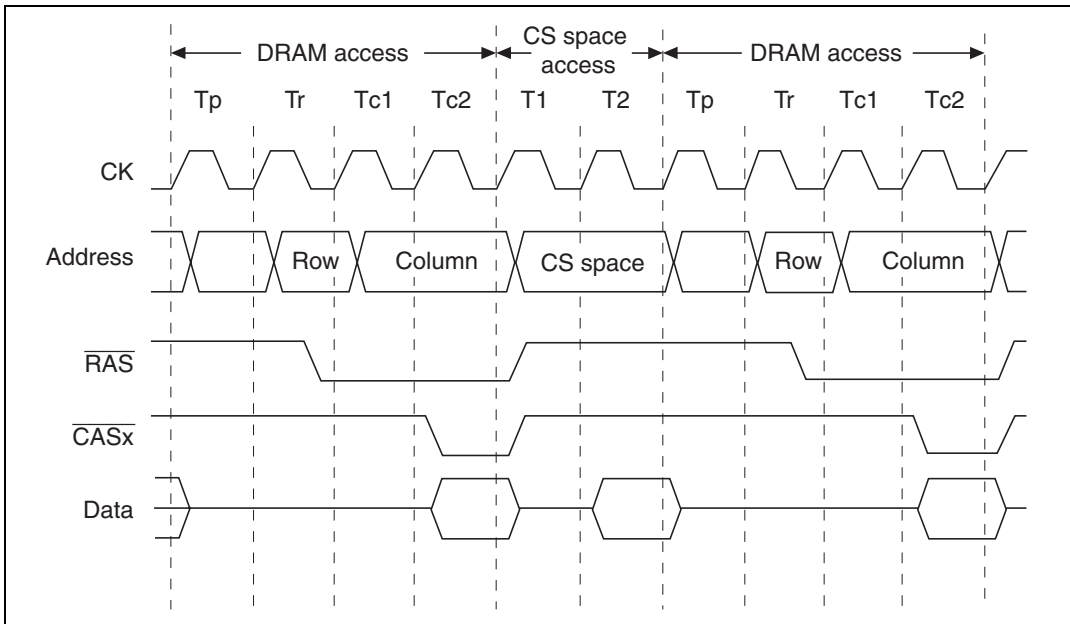 DRAM access CS space access DRAM access
Tp Tr Tc1 Tc2 T1 T2 Tp Tr Tc1 Tc2
CK
Address Row Column CS space Row Column
RAS
CASx
Data